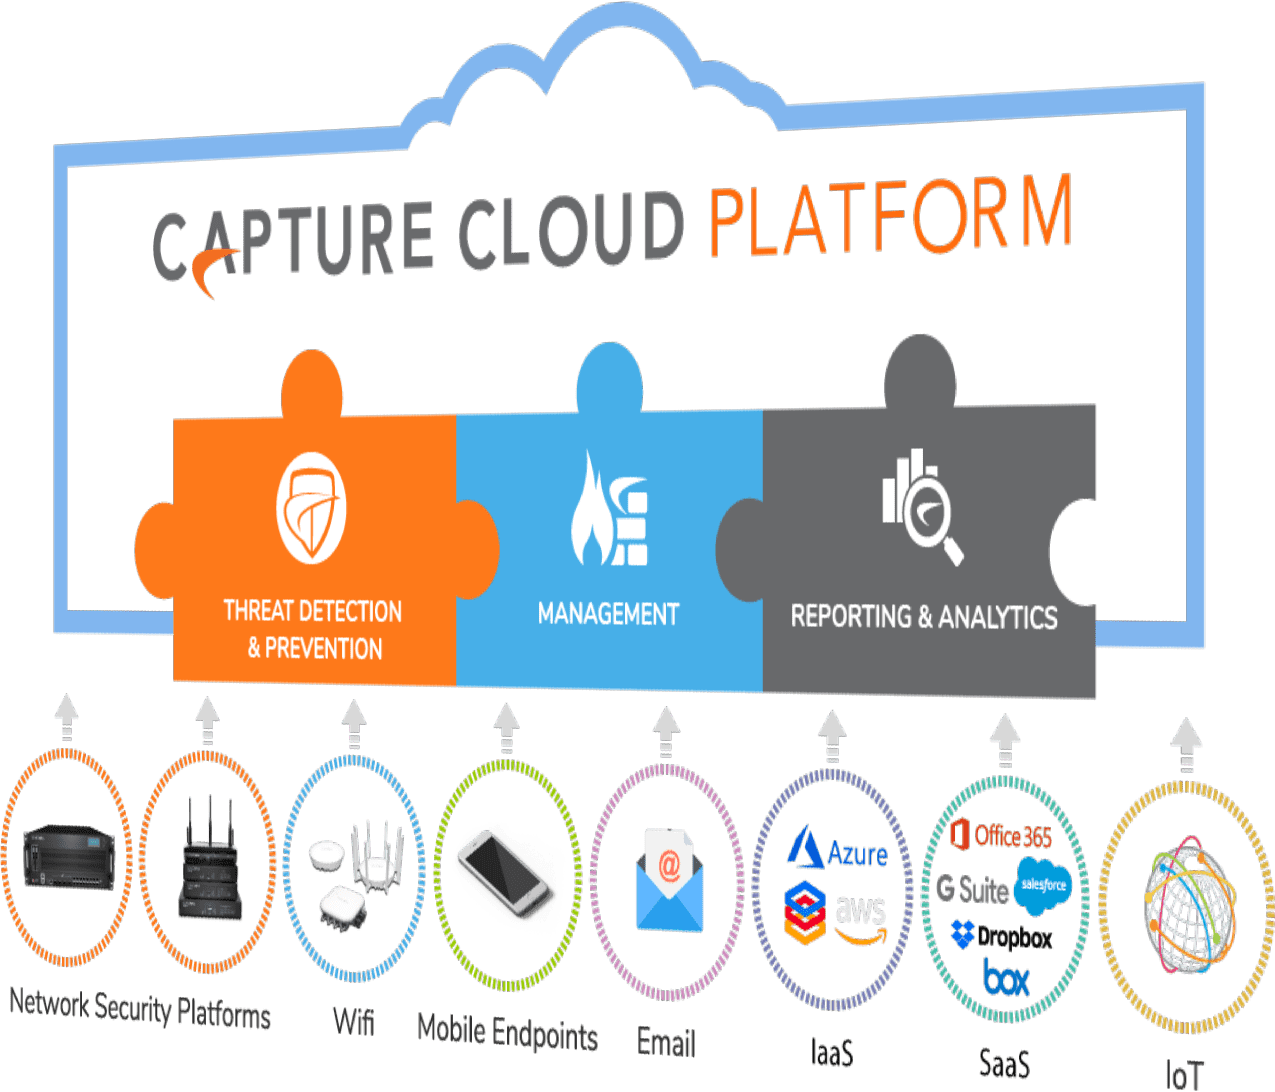 CAPTURE CLOUD PLATFORM
THREAT DETECTION
& PREVENTION
MANAGEMENT
REPORTING & ANALYTICS
Azure
aws
Office 365
G Suite
salesforce
Dropbox
box
@
Network Security Platforms
Wifi
Mobile Endpoints
Email
IaaS
SaaS
IoT